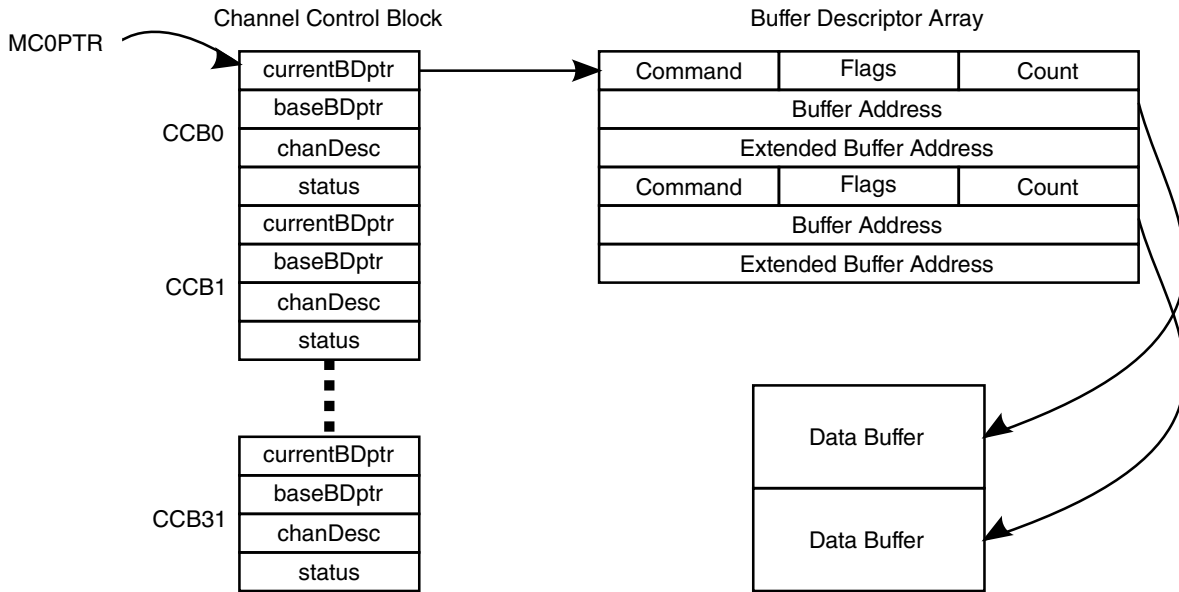 Channel Control Block
Buffer Descriptor Array
MC0PTR
currentBDptr
baseBDptr
CCB0
chanDesc
status
currentBDptr
baseBDptr
CCB1
chanDesc
status
currentBDptr
baseBDptr
CCB31
chanDesc
status
Command Flags Count
Buffer Address
Extended Buffer Address
Command Flags Count
Buffer Address
Extended Buffer Address
Data Buffer
Data Buffer